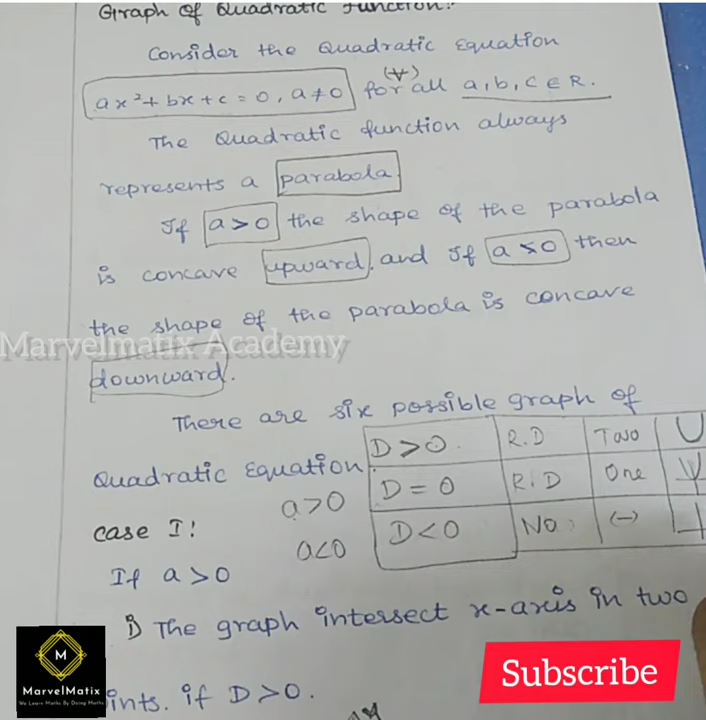 Graph of Quadratic Function:
Consider the Quadratic Equation
ax²+ bx + c = 0, a ≠ 0 for all (∀) a, b, c ∈ R.
The Quadratic function always
represents a parabola
If a > 0 the shape of the parabola
is concave upward. and If a < 0 then
the shape of the parabola is concave
Marvelmatix Academy
downward.
There are six possible graph of
Quadratic Equation
D > 0. R.D Two
a > 0 D = 0 R.D One
case I:
a < 0 D < 0 No (-)
If a > 0
i) The graph intersect x-axis in two
ints. if D > 0.
M
MarvelMatix
We Learn Maths By Doing Maths
Subscribe